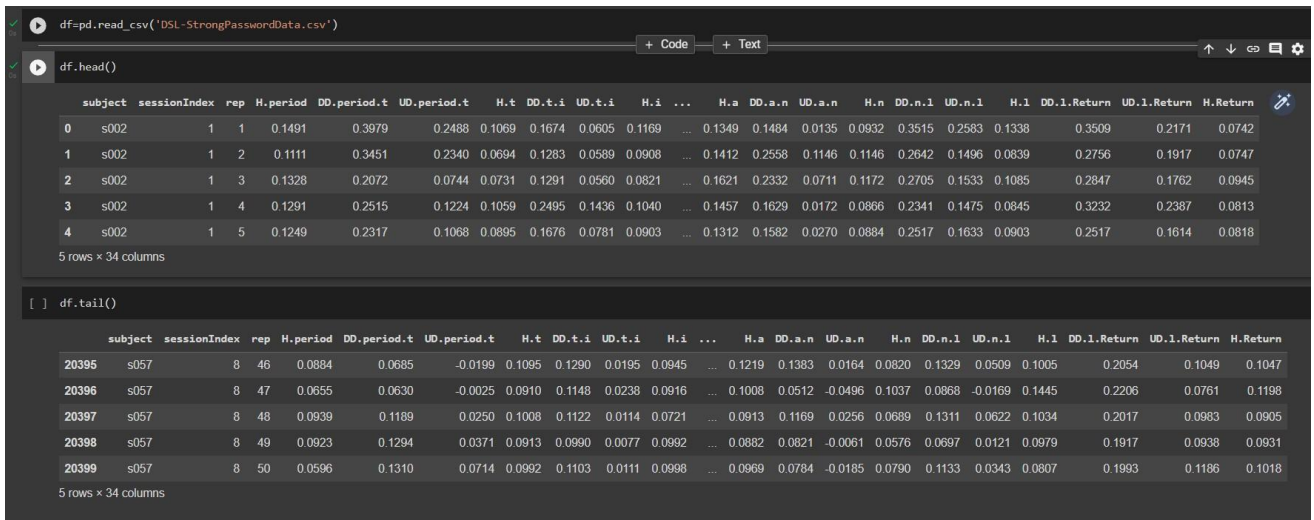 df=pd.read_csv('DSL-StrongPasswordData.csv')
+ Code + Text
0s
df.head()
subject sessionIndex rep H.period DD.period.t UD.period.t H.t DD.t.i UD.t.i H.i ... H.a DD.a.n UD.a.n H.n DD.n.l UD.n.l H.l DD.l.Return UD.l.Return H.Return
0 s002 1 1 0.1491 0.3979 0.2488 0.1069 0.1674 0.0605 0.1169 ... 0.1349 0.1484 0.0135 0.0932 0.3515 0.2583 0.1338 0.3509 0.2171 0.0742
1 s002 1 2 0.1111 0.3451 0.2340 0.0694 0.1283 0.0589 0.0908 ... 0.1412 0.2558 0.1146 0.1146 0.2642 0.1496 0.0839 0.2756 0.1917 0.0747
2 s002 1 3 0.1328 0.2072 0.0744 0.0731 0.1291 0.0560 0.0821 ... 0.1621 0.2332 0.0711 0.1172 0.2705 0.1533 0.1085 0.2847 0.1762 0.0945
3 s002 1 4 0.1291 0.2515 0.1224 0.1059 0.2495 0.1436 0.1040 ... 0.1457 0.1629 0.0172 0.0866 0.2341 0.1475 0.0845 0.3232 0.2387 0.0813
4 s002 1 5 0.1249 0.2317 0.1068 0.0895 0.1676 0.0781 0.0903 ... 0.1312 0.1582 0.0270 0.0884 0.2517 0.1633 0.0903 0.2517 0.1614 0.0818
5 rows × 34 columns
[ ] df.tail()
subject sessionIndex rep H.period DD.period.t UD.period.t H.t DD.t.i UD.t.i H.i ... H.a DD.a.n UD.a.n H.n DD.n.l UD.n.l H.l DD.l.Return UD.l.Return H.Return
20395 s057 8 46 0.0884 0.0685 -0.0199 0.1095 0.1290 0.0195 0.0945 ... 0.1219 0.1383 0.0164 0.0820 0.1329 0.0509 0.1005 0.2054 0.1049 0.1047
20396 s057 8 47 0.0655 0.0630 -0.0025 0.0910 0.1148 0.0238 0.0916 ... 0.1008 0.0512 -0.0496 0.1037 0.0868 -0.0169 0.1445 0.2206 0.0761 0.1198
20397 s057 8 48 0.0939 0.1189 0.0250 0.1008 0.1122 0.0114 0.0721 ... 0.0913 0.1169 0.0256 0.0689 0.1311 0.0622 0.1034 0.2017 0.0983 0.0905
20398 s057 8 49 0.0923 0.1294 0.0371 0.0913 0.0990 0.0077 0.0992 ... 0.0882 0.0821 -0.0061 0.0576 0.0697 0.0121 0.0979 0.1917 0.0938 0.0931
20399 s057 8 50 0.0596 0.1310 0.0714 0.0992 0.1103 0.0111 0.0998 ... 0.0969 0.0784 -0.0185 0.0790 0.1133 0.0343 0.0807 0.1993 0.1186 0.1018
5 rows × 34 columns